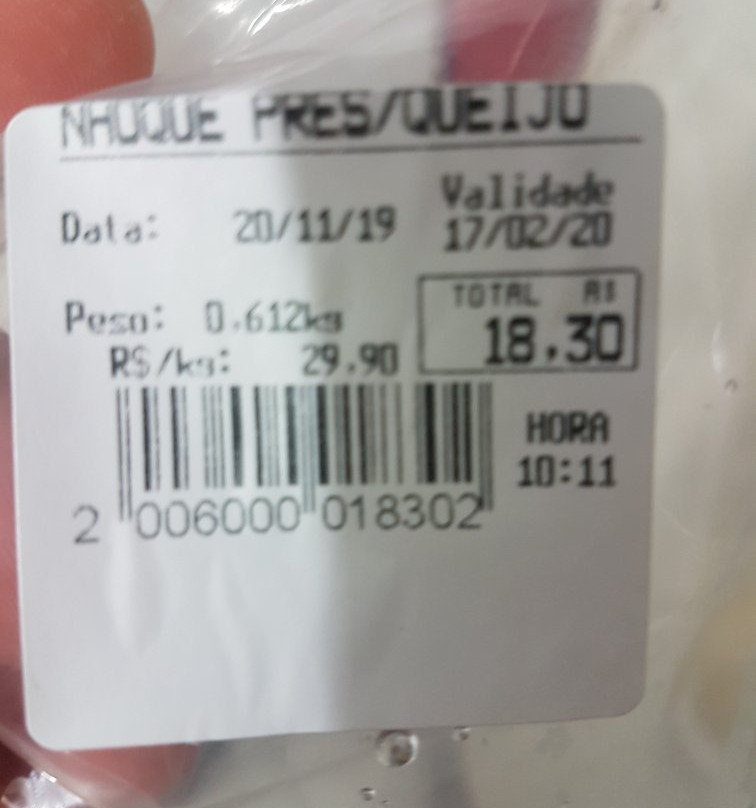 NHOQUE PRES/QUEIJO
Validade
Data: 20/11/19 17/02/20
TOTAL R$
Peso: 0.612kg
18,30
R$/kg: 29.90
HORA
10:11
2 006000 018302